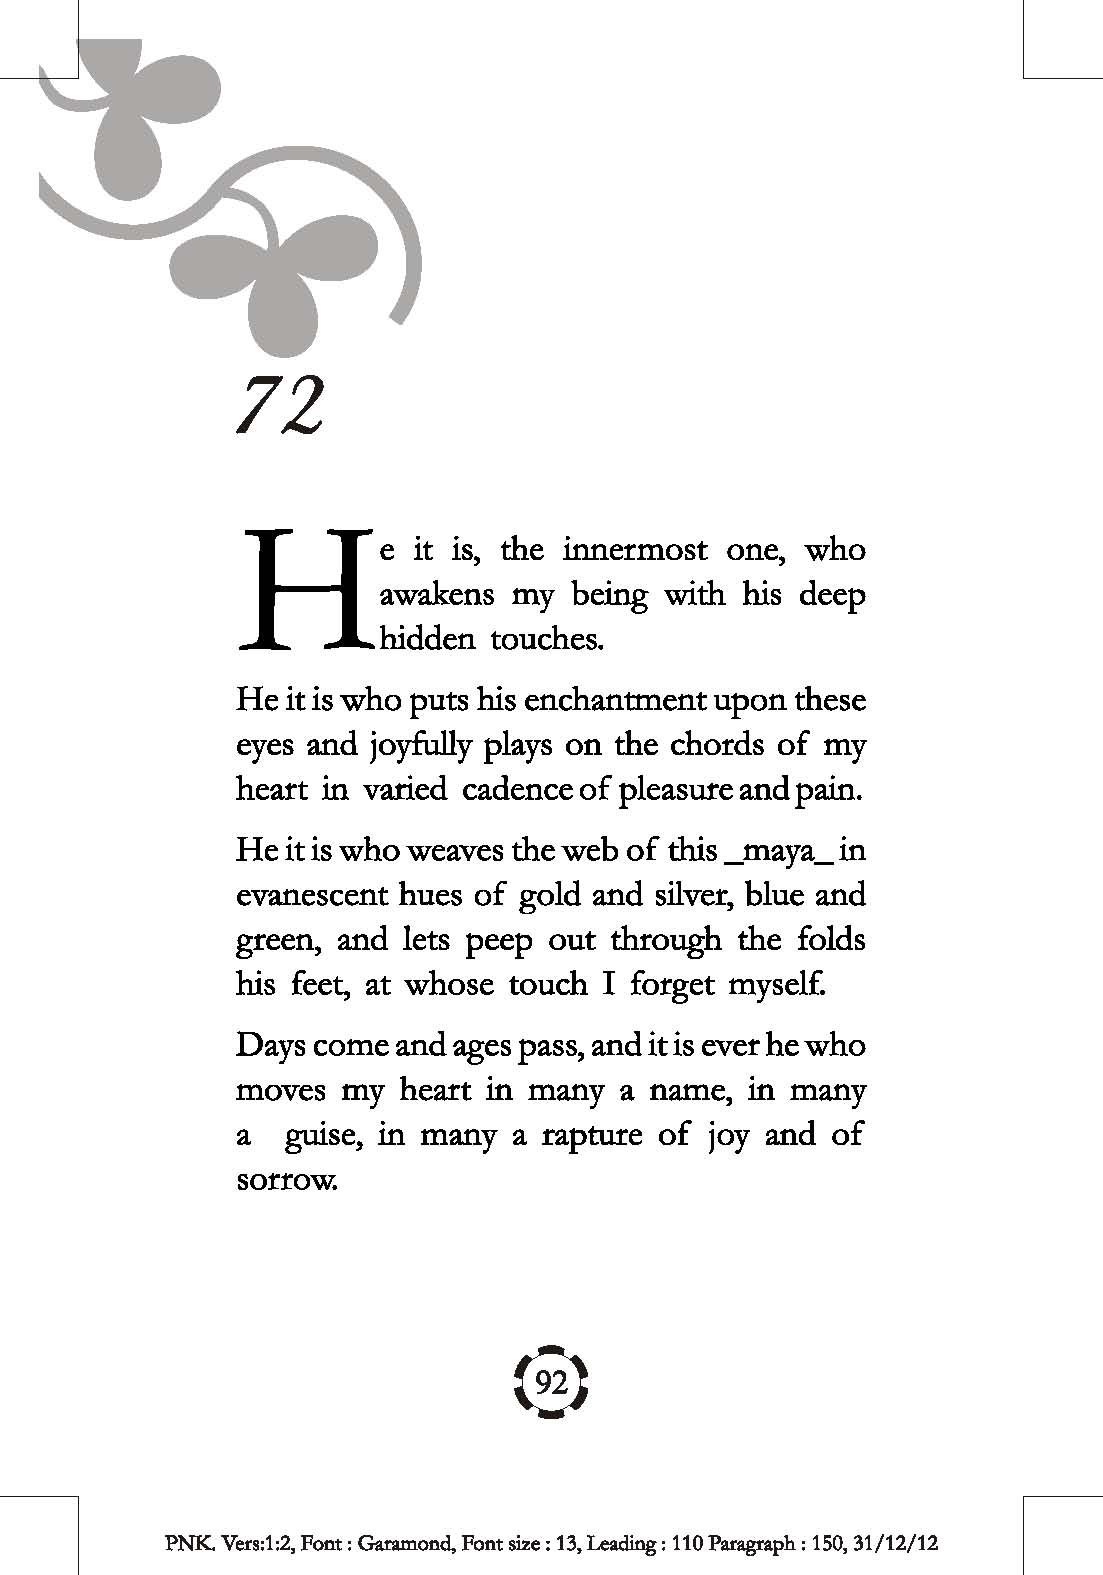 72
He it is, the innermost one, who
awakens my being with his deep
hidden touches.
He it is who puts his enchantment upon these
eyes and joyfully plays on the chords of my
heart in varied cadence of pleasure and pain.
He it is who weaves the web of this _maya_ in
evanescent hues of gold and silver, blue and
green, and lets peep out through the folds
his feet, at whose touch I forget myself.
Days come and ages pass, and it is ever he who
moves my heart in many a name, in many
a guise, in many a rapture of joy and of
sorrow.
92
PNK. Vers:1:2, Font : Garamond, Font size : 13, Leading : 110 Paragraph : 150, 31/12/12